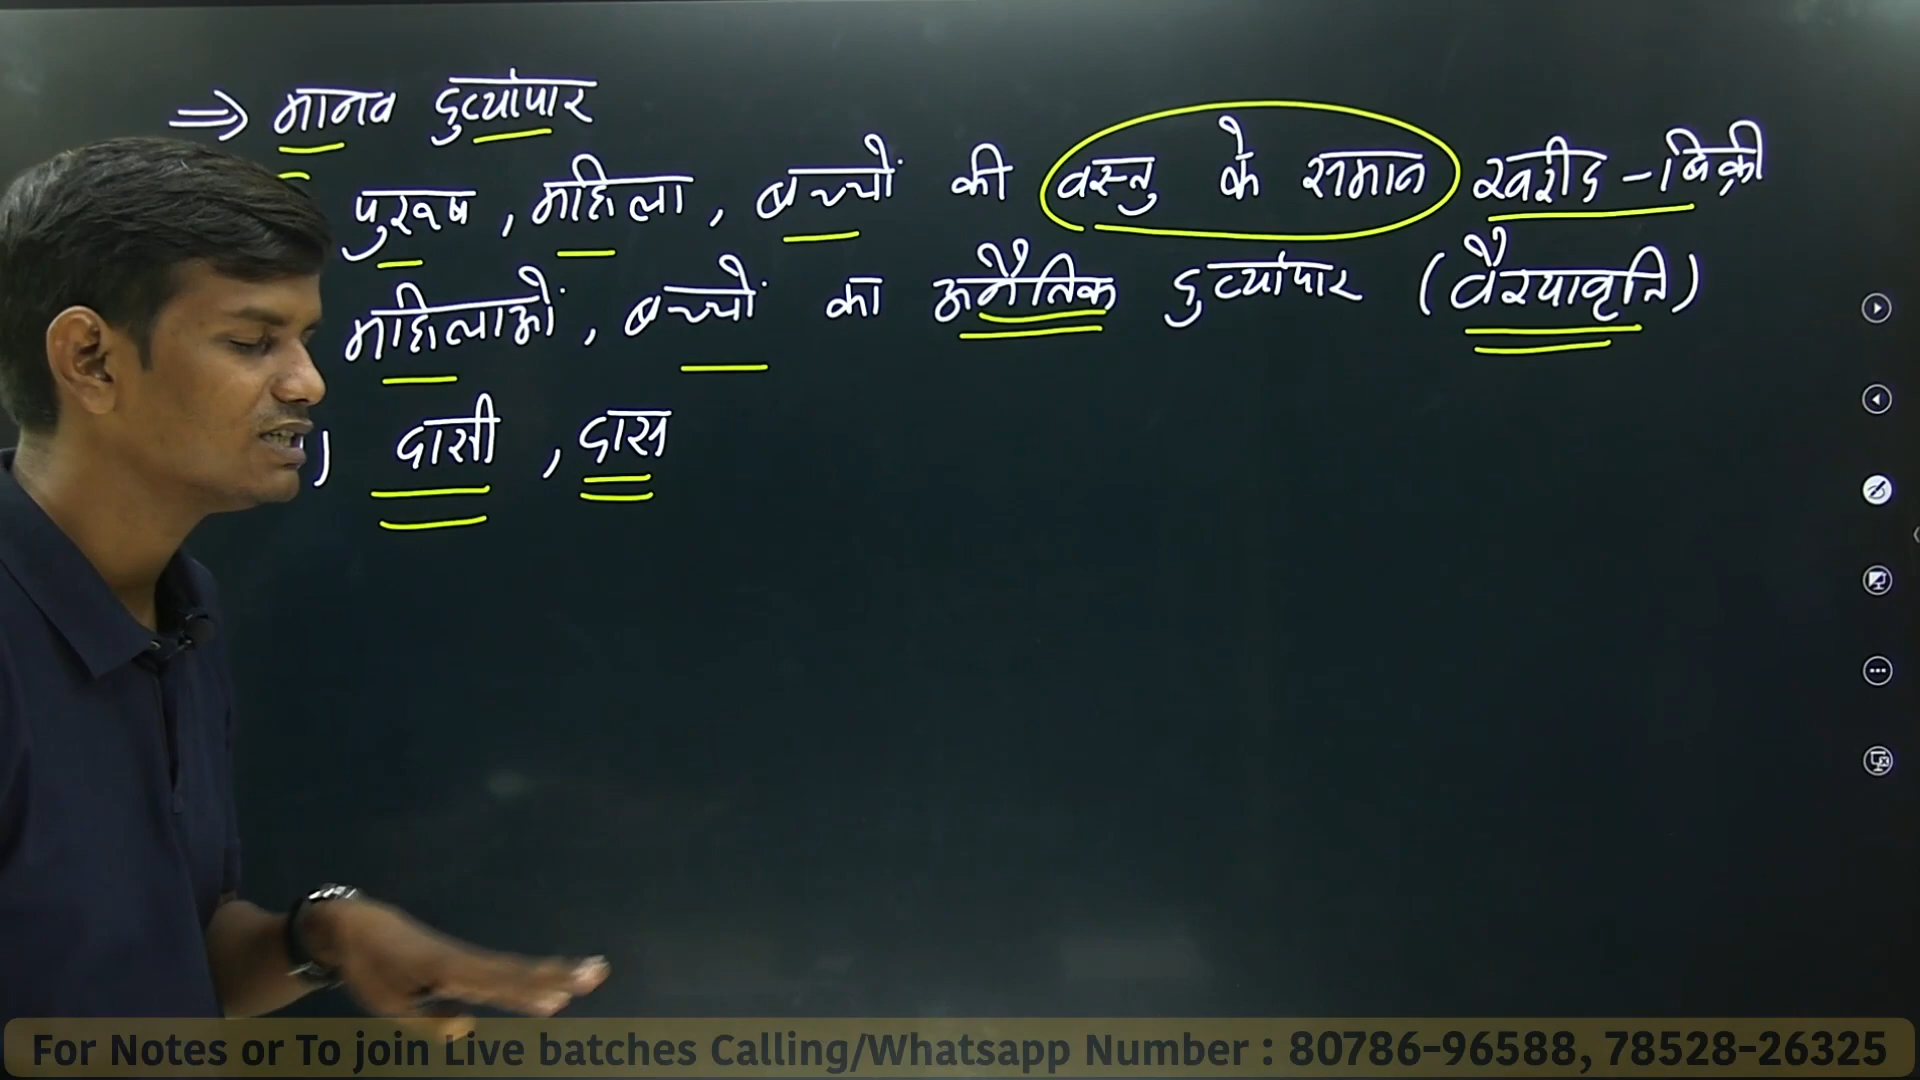 ⇒ मानव दुर्व्यापार
पुरूष , महिला , बच्चों की वस्तु के समान खरीद - बिक्री
महिलाओं , बच्चों का अनैतिक दुर्व्यापार ( वैश्यावृति )
) दासी , दास
For Notes or To join Live batches Calling/Whatsapp Number : 80786-96588, 78528-26325